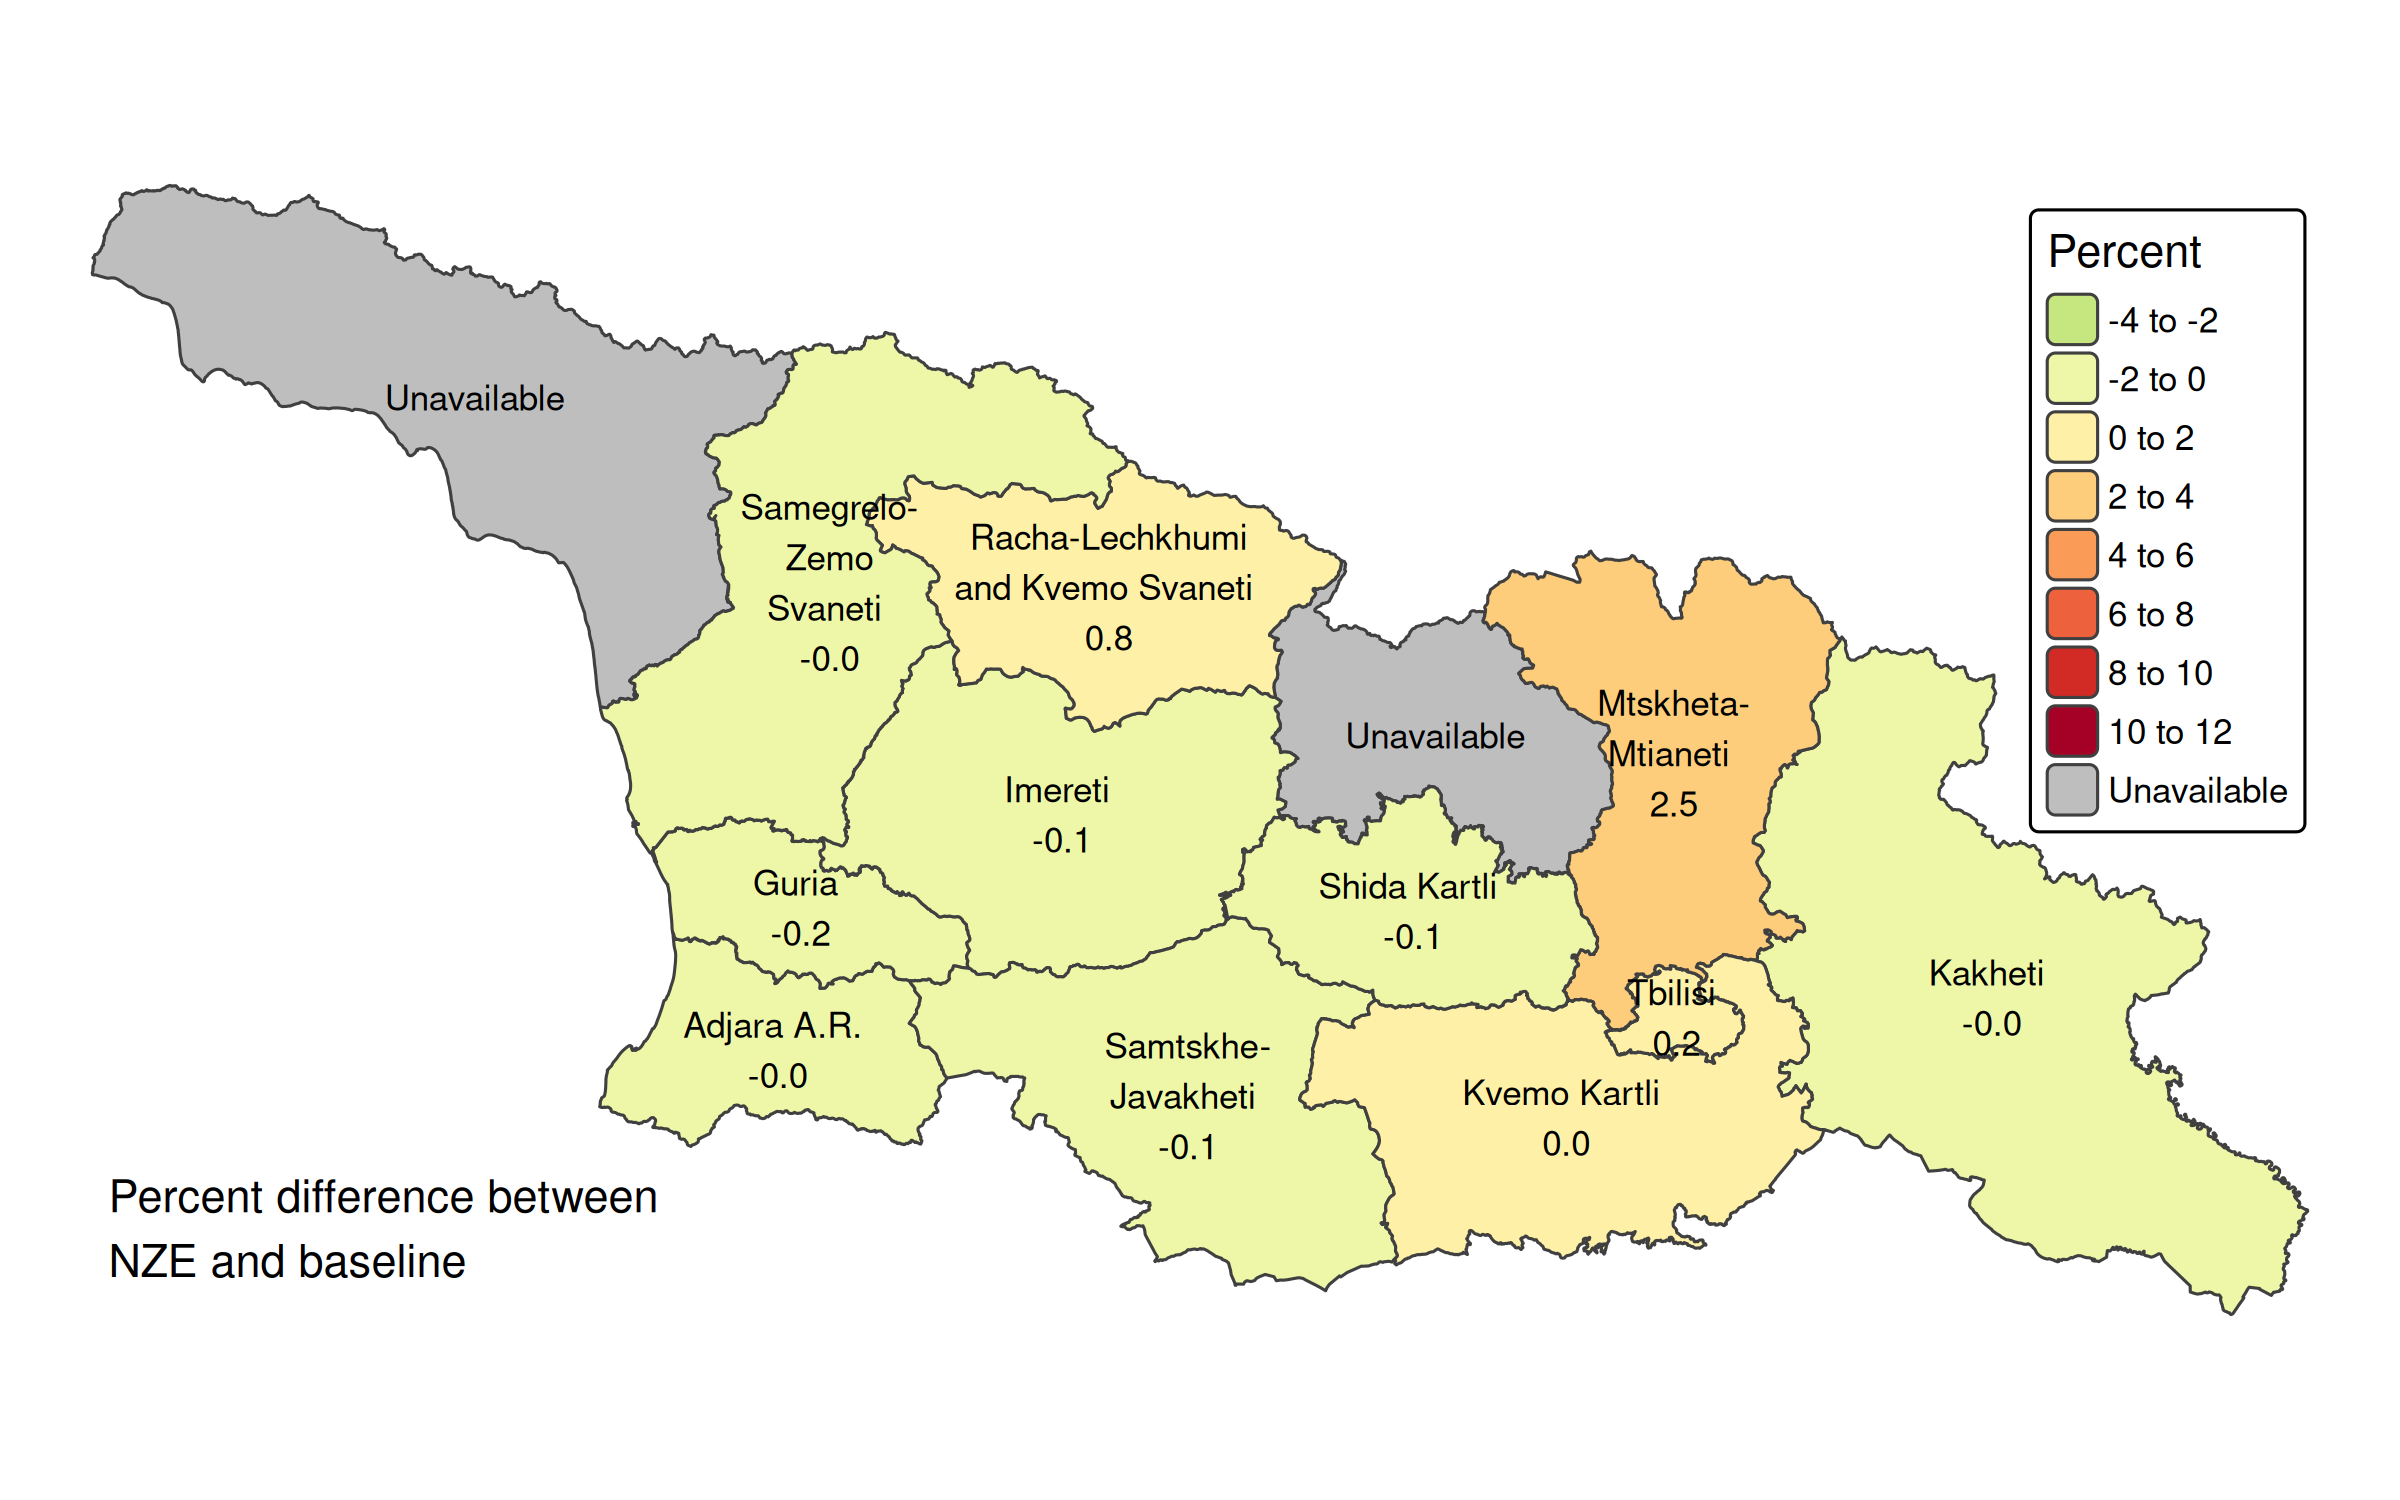 Unavailable
Samegrelo-
Zemo
Svaneti
-0.0
Racha-Lechkhumi
and Kvemo Svaneti
0.8
Unavailable
Mtskheta-
Mtianeti
2.5
Imereti
-0.1
Guria
-0.2
Shida Kartli
-0.1
Adjara A.R.
-0.0
Samtskhe-
Javakheti
-0.1
Tbilisi
0.2
Kvemo Kartli
0.0
Kakheti
-0.0
Percent
-4 to -2
-2 to 0
0 to 2
2 to 4
4 to 6
6 to 8
8 to 10
10 to 12
Unavailable
Percent difference between
NZE and baseline